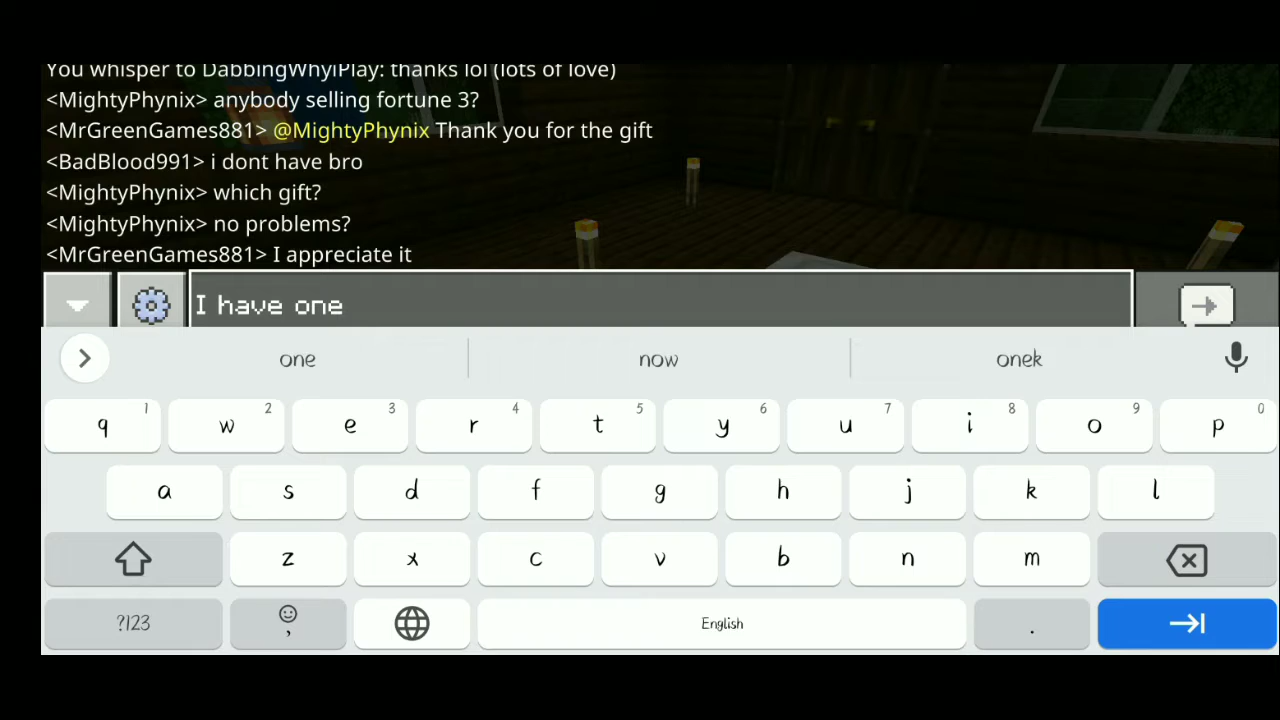 You whisper to DabbingWhyIPlay: thanks lol (lots of love)
<MightyPhynix> anybody selling fortune 3?
<MrGreenGames881> @MightyPhynix Thank you for the gift
<BadBlood991> i dont have bro
<MightyPhynix> which gift?
<MightyPhynix> no problems?
<MrGreenGames881> I appreciate it
I have one
one now onek
1 2 3 4 5 6 7 8 9 0
q w e r t y u i o p
a s d f g h j k l
z x c v b n m
?123 , English .